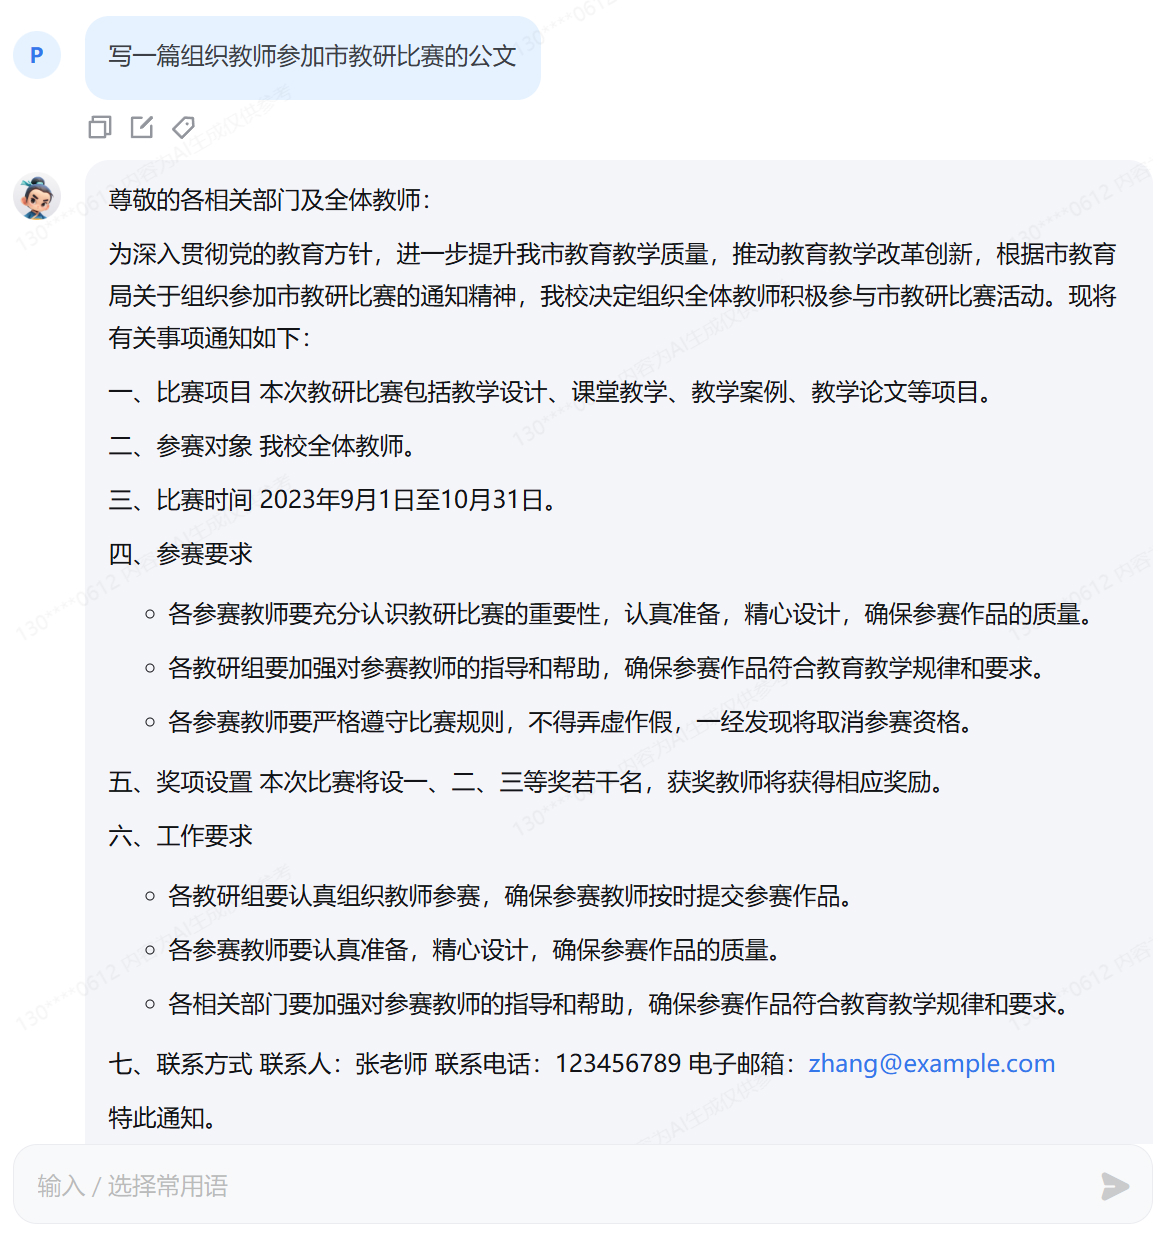 P
写一篇组织教师参加市教研比赛的公文
尊敬的各相关部门及全体教师：
为深入贯彻党的教育方针，进一步提升我市教育教学质量，推动教育教学改革创新，根据市教育
局关于组织参加市教研比赛的通知精神，我校决定组织全体教师积极参与市教研比赛活动。现将
有关事项通知如下：
一、比赛项目 本次教研比赛包括教学设计、课堂教学、教学案例、教学论文等项目。
二、参赛对象 我校全体教师。
三、比赛时间 2023年9月1日至10月31日。
四、参赛要求
各参赛教师要充分认识教研比赛的重要性，认真准备，精心设计，确保参赛作品的质量。
各教研组要加强对参赛教师的指导和帮助，确保参赛作品符合教育教学规律和要求。
各参赛教师要严格遵守比赛规则，不得弄虚作假，一经发现将取消参赛资格。
五、奖项设置 本次比赛将设一、二、三等奖若干名，获奖教师将获得相应奖励。
六、工作要求
各教研组要认真组织教师参赛，确保参赛教师按时提交参赛作品。
各参赛教师要认真准备，精心设计，确保参赛作品的质量。
各相关部门要加强对参赛教师的指导和帮助，确保参赛作品符合教育教学规律和要求。
七、联系方式 联系人：张老师 联系电话：123456789 电子邮箱：zhang@example.com
特此通知。
输入 / 选择常用语
130****0612 内容为AI生成仅供参考